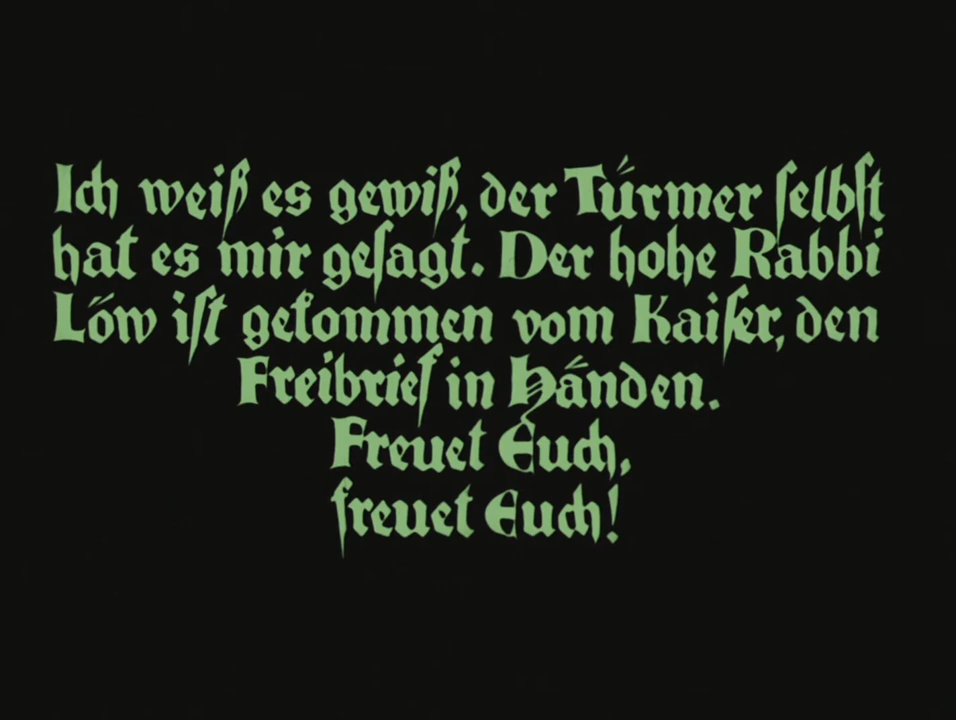 Ich weiß es gewiß, der Türmer selbst
hat es mir gesagt. Der hohe Rabbi
Löw ist gekommen vom Kaiser, den
Freibrief in Händen.
Freuet Euch,
freuet Euch!